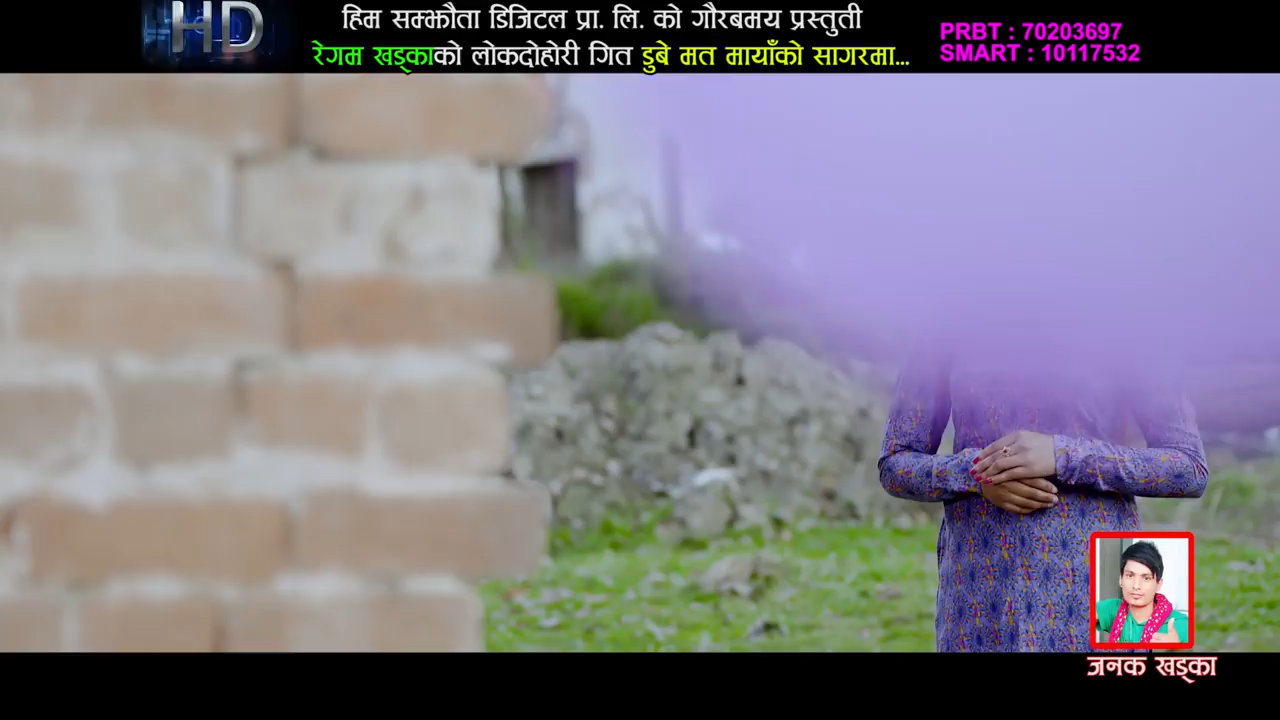 HD
हिम सम्झौता डिजिटल प्रा. लि. को गौरबमय प्रस्तुती
रेगम खड्काको लोकदोहोरी गित डुबे मत मायाँको सागरमा...
PRBT : 70203697
SMART : 10117532
जनक खड्का